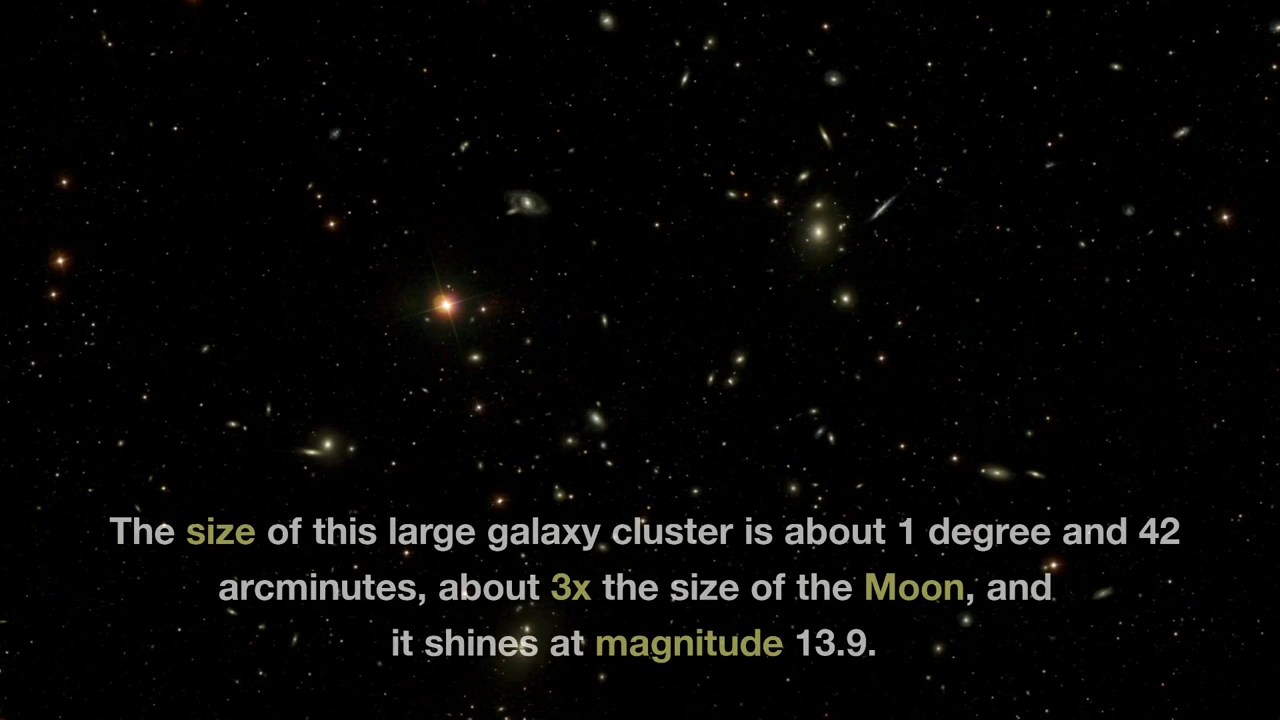 The size of this large galaxy cluster is about 1 degree and 42
arcminutes, about 3x the size of the Moon, and
it shines at magnitude 13.9.